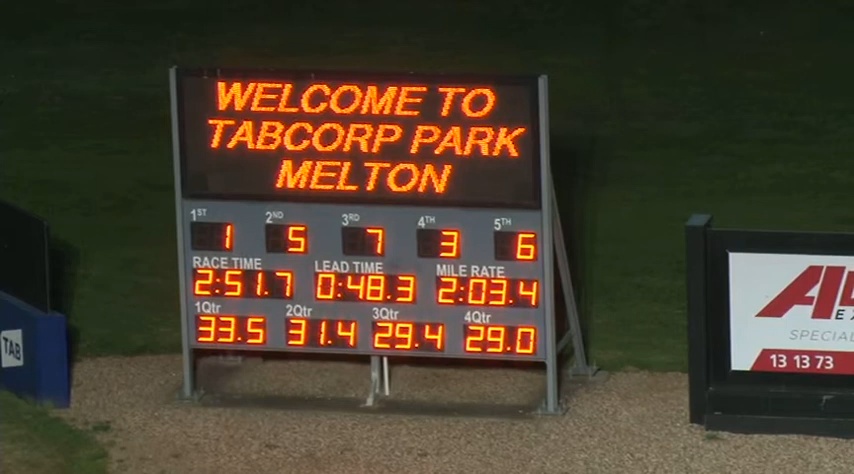 WELCOME TO
TABCORP PARK
MELTON
1ST 2ND 3RD 4TH 5TH
1 5 7 3 6
RACE TIME LEAD TIME MILE RATE
2:51.7 0:48.3 2:03.4
1Qtr 2Qtr 3Qtr 4Qtr
33.5 31.4 29.4 29.0
TAB
13 13 73